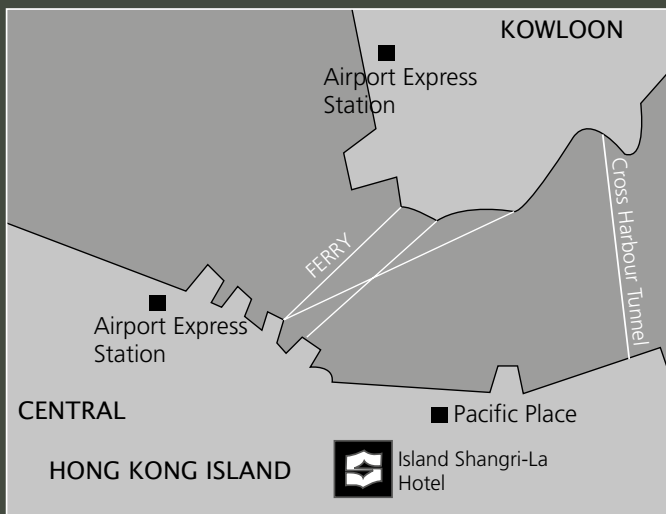 KOWLOON
Airport Express
Station
FERRY
Cross Harbour Tunnel
Airport Express
Station
CENTRAL
Pacific Place
HONG KONG ISLAND
Island Shangri-La
Hotel